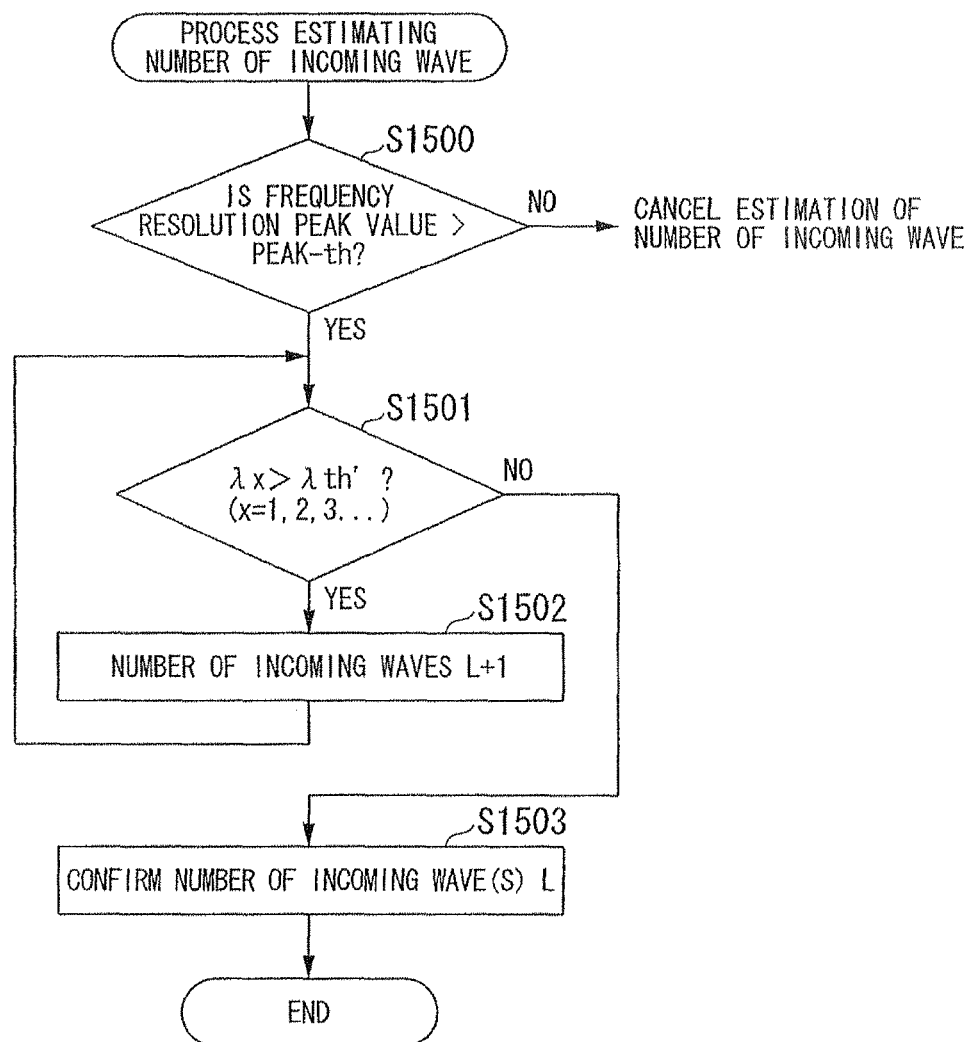 PROCESS ESTIMATING
NUMBER OF INCOMING WAVE
S1500
IS FREQUENCY
RESOLUTION PEAK VALUE >
PEAK-th?
NO
CANCEL ESTIMATION OF
NUMBER OF INCOMING WAVE
YES
S1501
λx > λth' ?
(x=1, 2, 3...)
NO
YES
S1502
NUMBER OF INCOMING WAVES L+1
S1503
CONFIRM NUMBER OF INCOMING WAVE(S) L
END